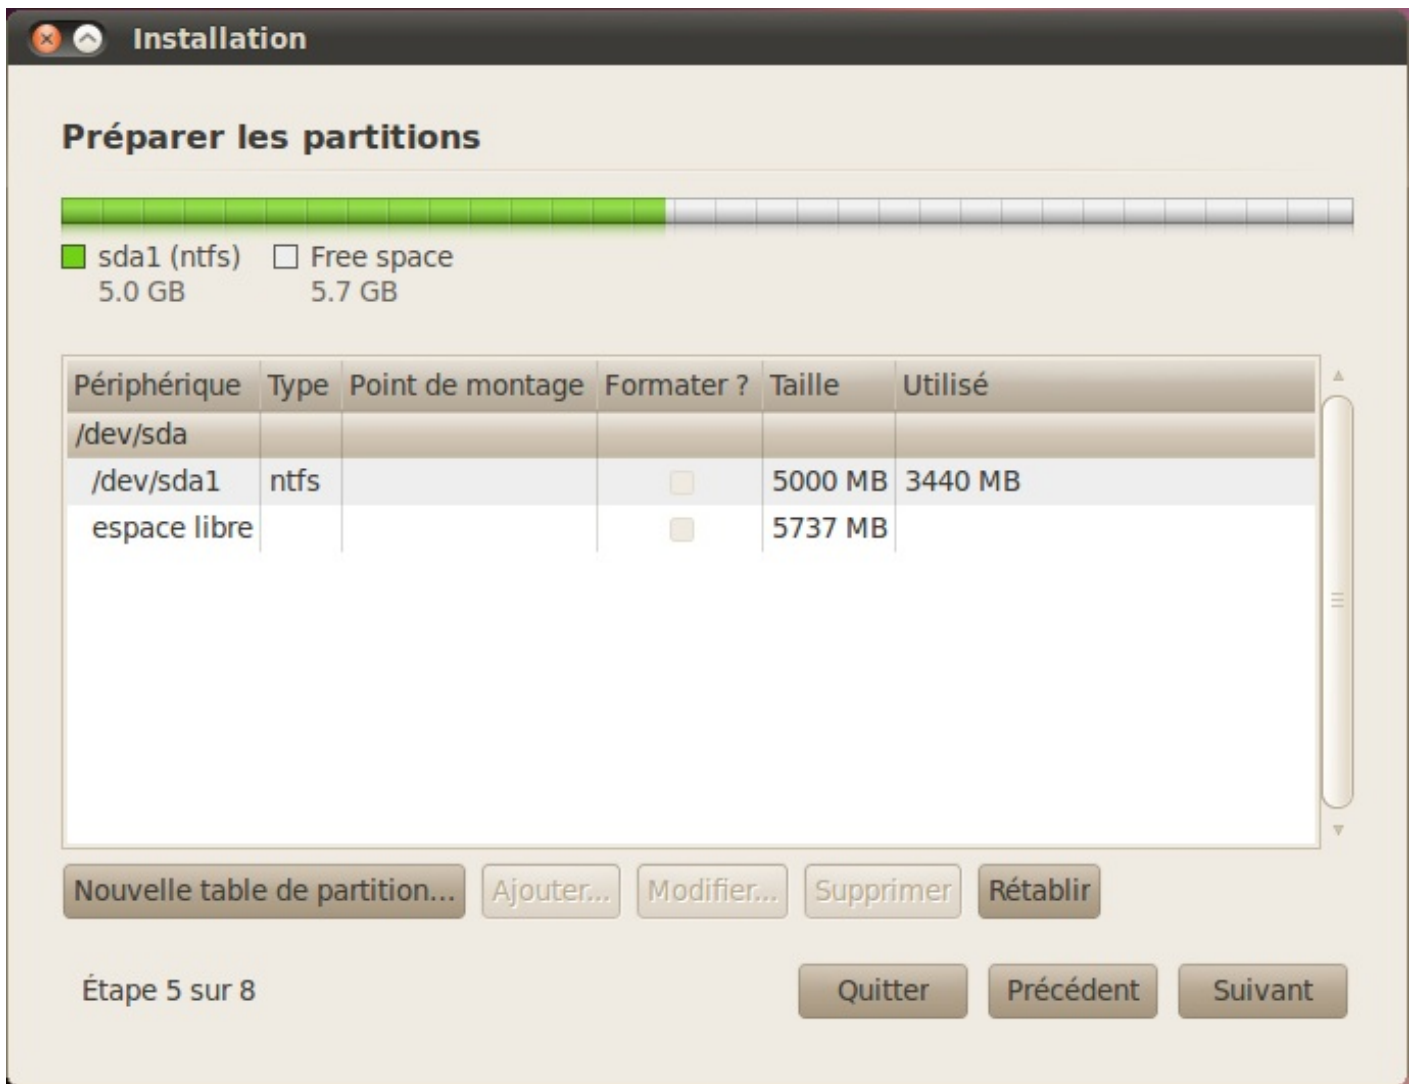 Installation
Préparer les partitions
sda1 (ntfs) Free space
5.0 GB 5.7 GB
Périphérique Type Point de montage Formater ? Taille Utilisé
/dev/sda
/dev/sda1 ntfs 5000 MB 3440 MB
espace libre 5737 MB
Nouvelle table de partition... Ajouter... Modifier... Supprimer Rétablir
Étape 5 sur 8 Quitter Précédent Suivant